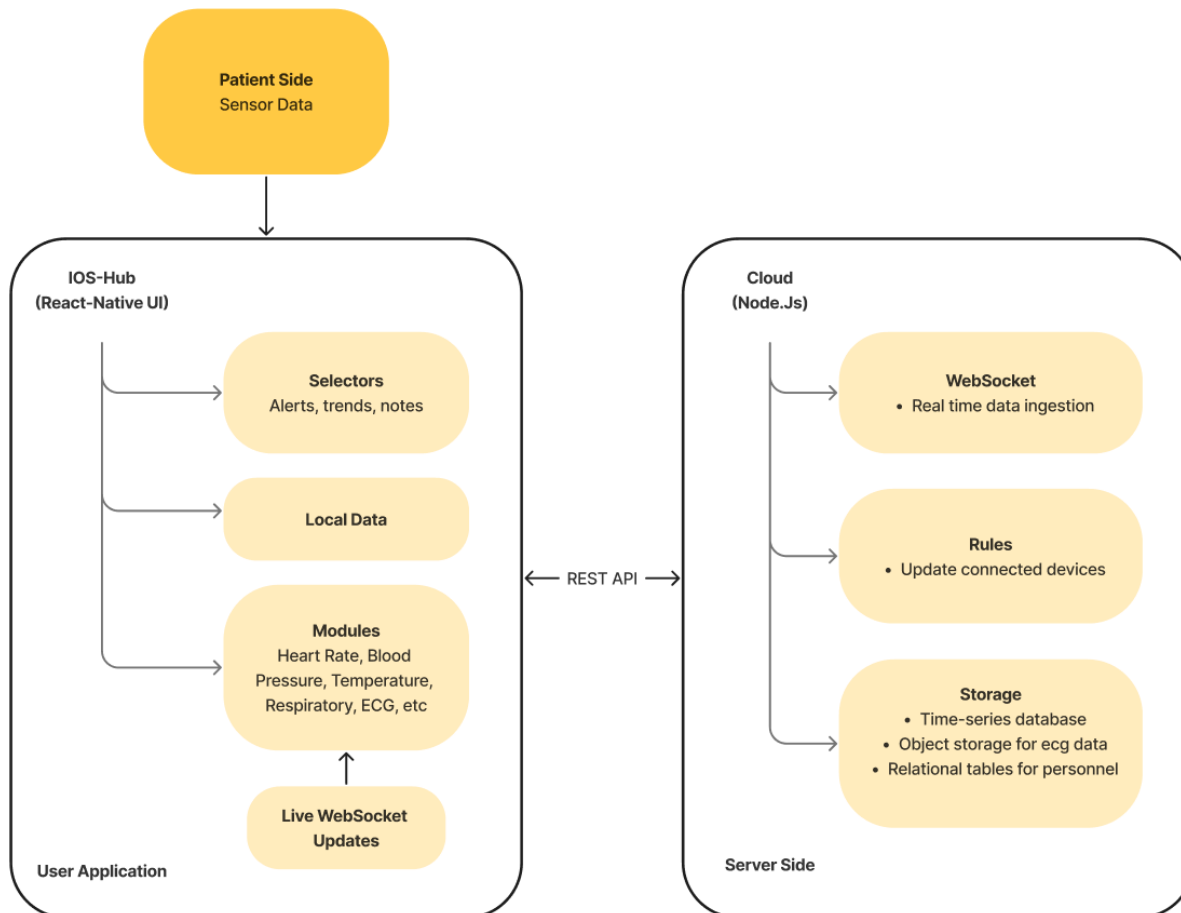 Patient Side
Sensor Data
IOS-Hub
(React-Native UI)
Selectors
Alerts, trends, notes
Local Data
Modules
Heart Rate, Blood
Pressure, Temperature,
Respiratory, ECG, etc
Live WebSocket
Updates
User Application
REST API
Cloud
(Node.Js)
WebSocket
• Real time data ingestion
Rules
• Update connected devices
Storage
• Time-series database
• Object storage for ecg data
• Relational tables for personnel
Server Side